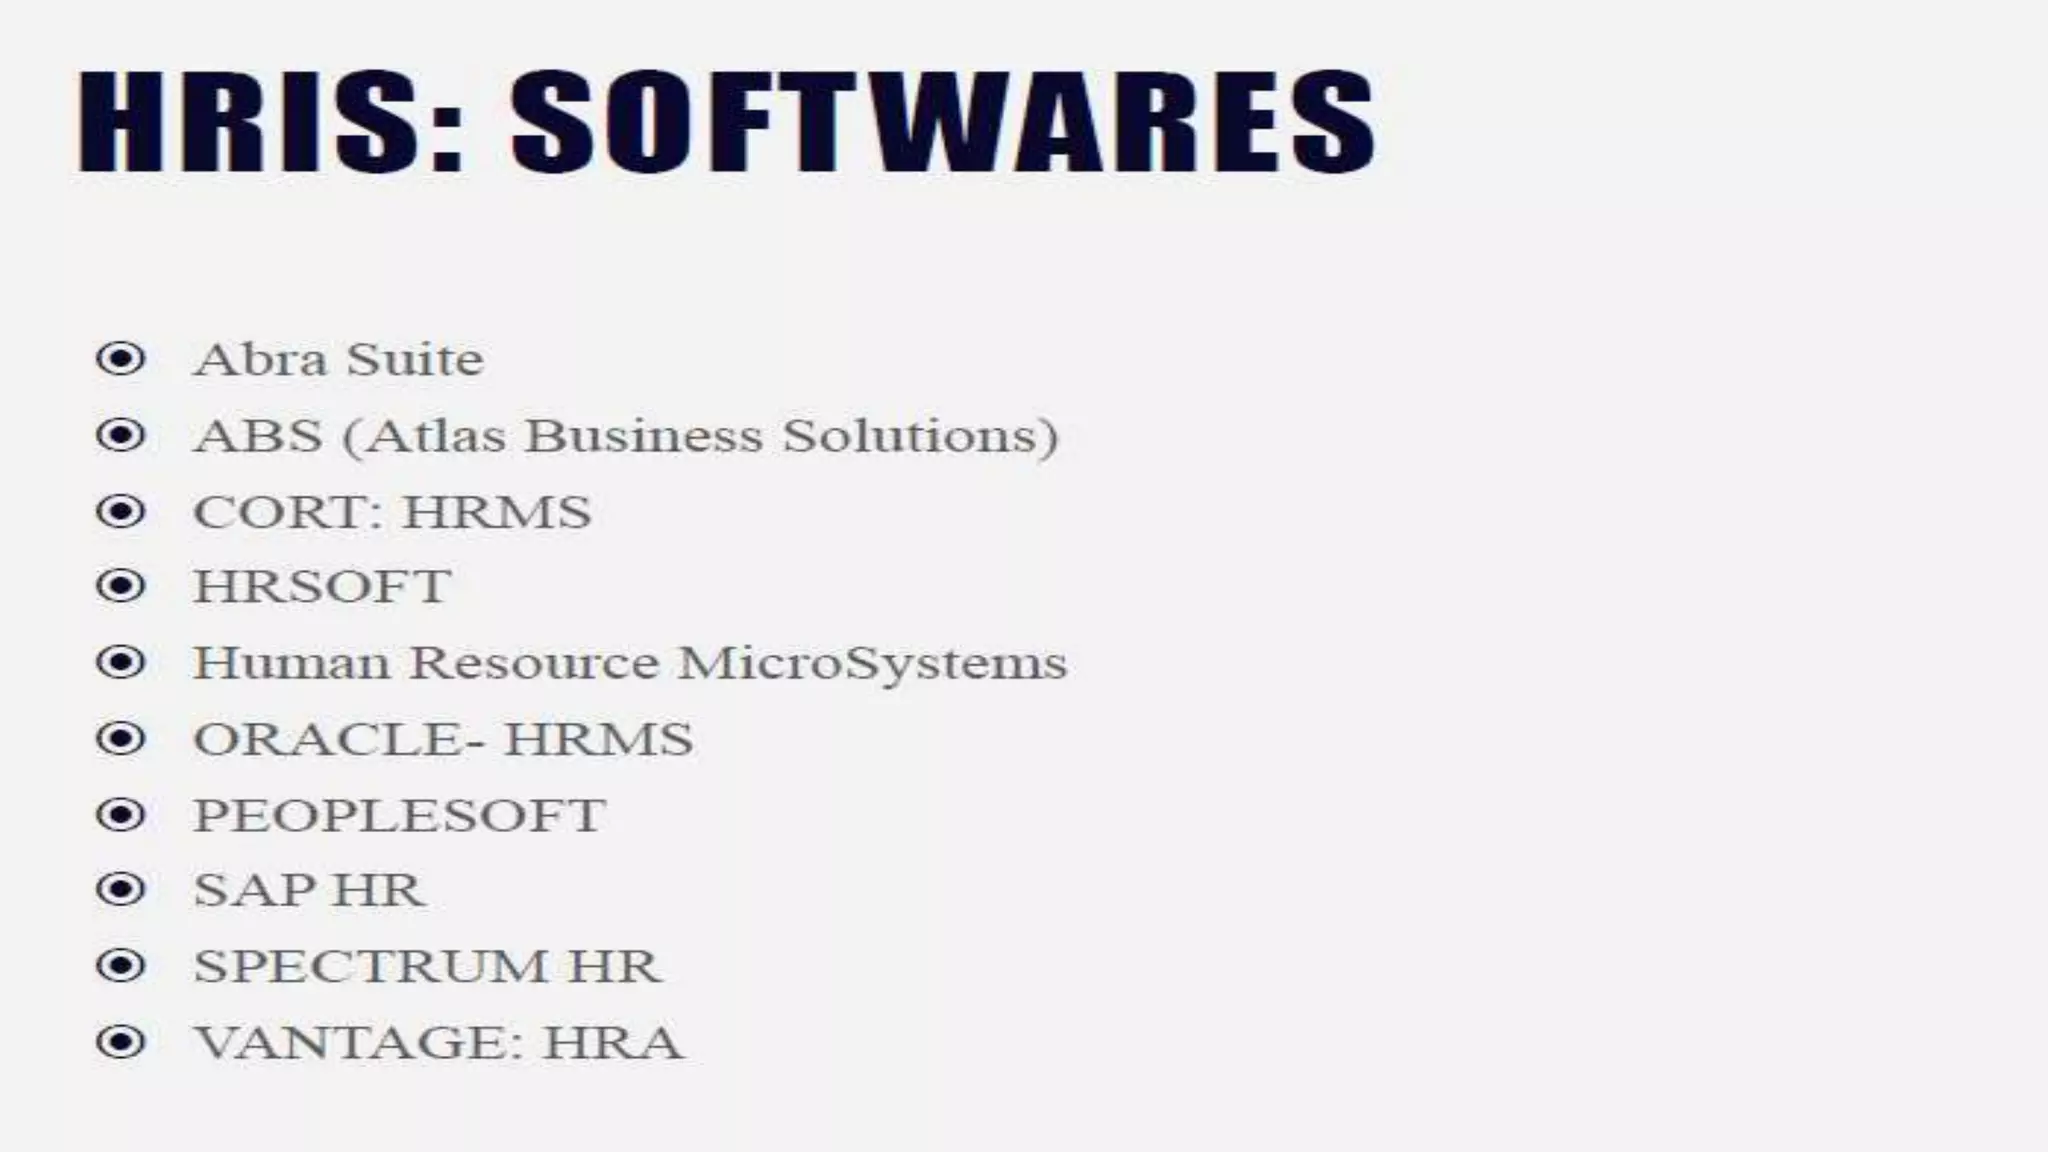 HRIS: SOFTWARES
Abra Suite
ABS (Atlas Business Solutions)
CORT: HRMS
HRSOFT
Human Resource MicroSystems
ORACLE- HRMS
PEOPLESOFT
SAP HR
SPECTRUM HR
VANTAGE: HRA